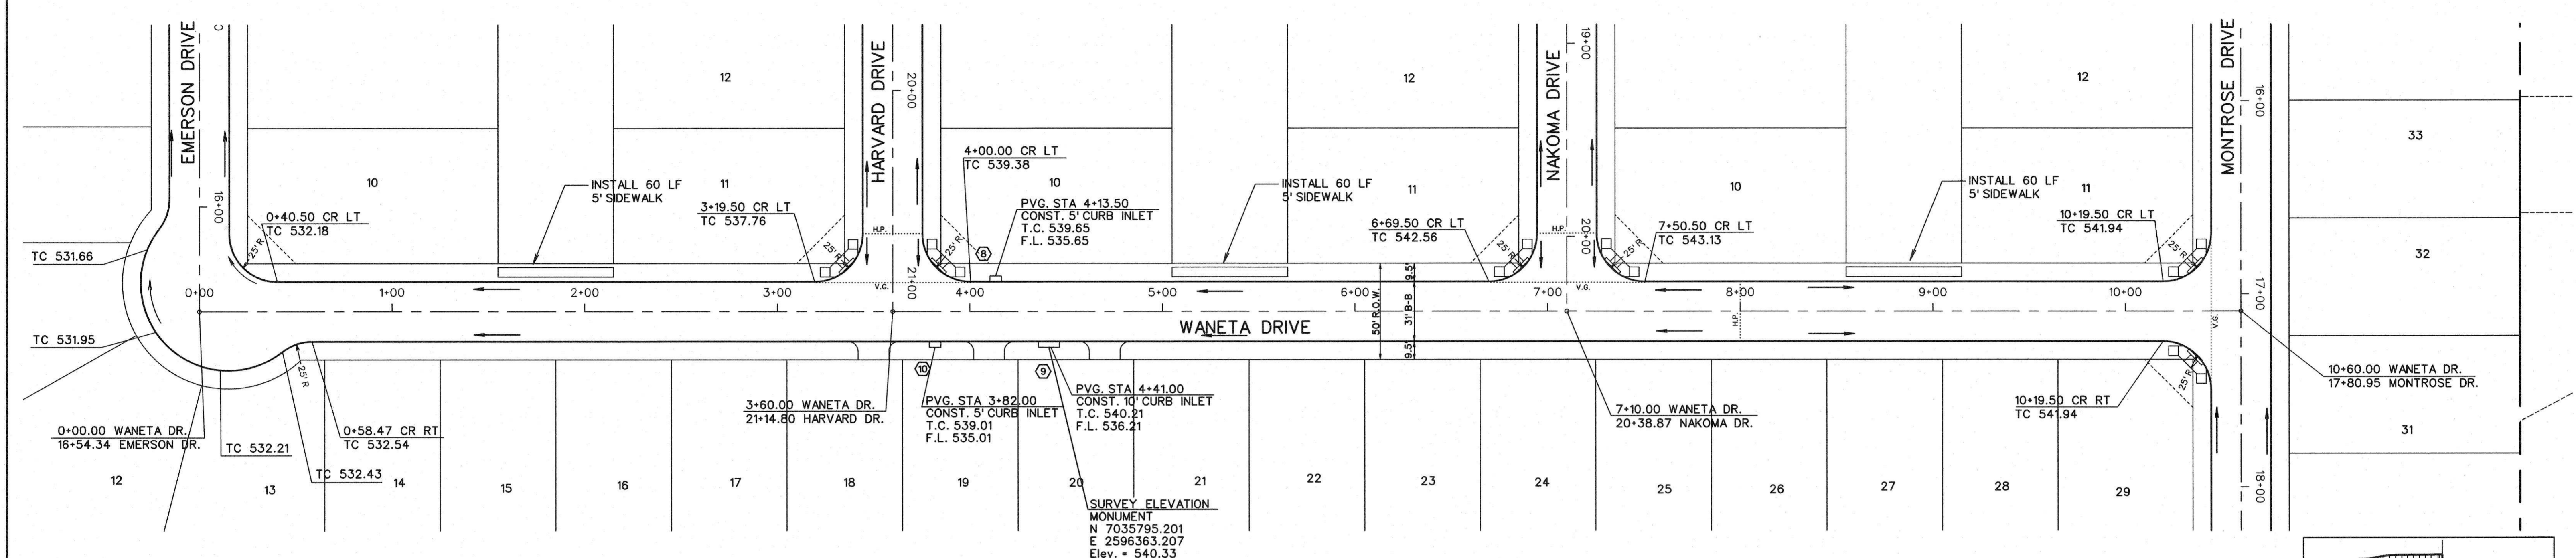 EMERSON DRIVE
HARVARD DRIVE
NAKOMA DRIVE
MONTROSE DRIVE
16+00
20+00
21+00
19+00
20+00
16+00
17+00
18+00
12
12
12
33
10
11
10
11
10
11
32
31
INSTALL 60 LF
5' SIDEWALK
INSTALL 60 LF
5' SIDEWALK
INSTALL 60 LF
5' SIDEWALK
0+40.50 CR LT
TC 532.18
3+19.50 CR LT
TC 537.76
4+00.00 CR LT
TC 539.38
PVG. STA 4+13.50
CONST. 5' CURB INLET
T.C. 539.65
F.L. 535.65
6+69.50 CR LT
TC 542.56
7+50.50 CR LT
TC 543.13
10+19.50 CR LT
TC 541.94
25'R
25'R
25'R
25'R
25'R
25'R
H.P.
H.P.
8
TC 531.66
0+00
1+00
2+00
3+00
V.G.
4+00
5+00
6+00
7+00
V.G.
8+00
9+00
10+00
V.G.
H.P.
50' R.O.W.
9.5'
31' B-B
9.5'
WANETA DRIVE
TC 531.95
25'R
25'R
10
9
0+00.00 WANETA DR.
16+54.34 EMERSON DR.
TC 532.21
0+58.47 CR RT
TC 532.54
TC 532.43
3+60.00 WANETA DR.
21+14.80 HARVARD DR.
PVG. STA 3+82.00
CONST. 5' CURB INLET
T.C. 539.01
F.L. 535.01
PVG. STA 4+41.00
CONST. 10' CURB INLET
T.C. 540.21
F.L. 536.21
7+10.00 WANETA DR.
20+38.87 NAKOMA DR.
10+19.50 CR RT
TC 541.94
10+60.00 WANETA DR.
17+80.95 MONTROSE DR.
12
13
14
15
16
17
18
19
20
21
22
23
24
25
26
27
28
29
SURVEY ELEVATION
MONUMENT
N 7035795.201
E 2596363.207
Elev. = 540.33